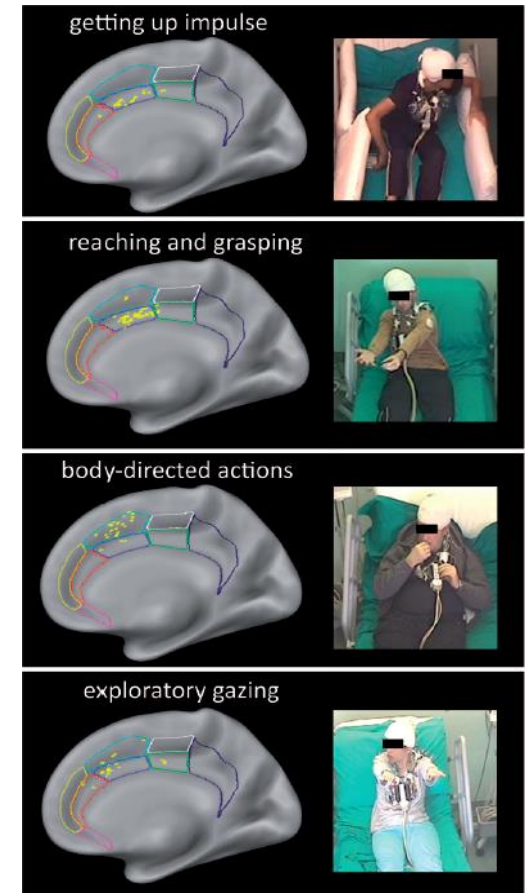 getting up impulse
reaching and grasping
body-directed actions
exploratory gazing